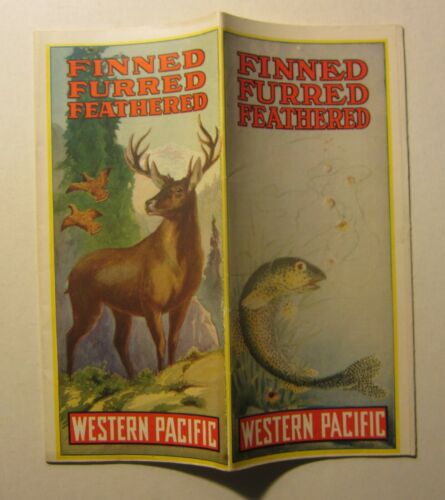 FINNED
FURRED
FEATHERED
WESTERN PACIFIC
FINNED
FURRED
FEATHERED
WESTERN PACIFIC